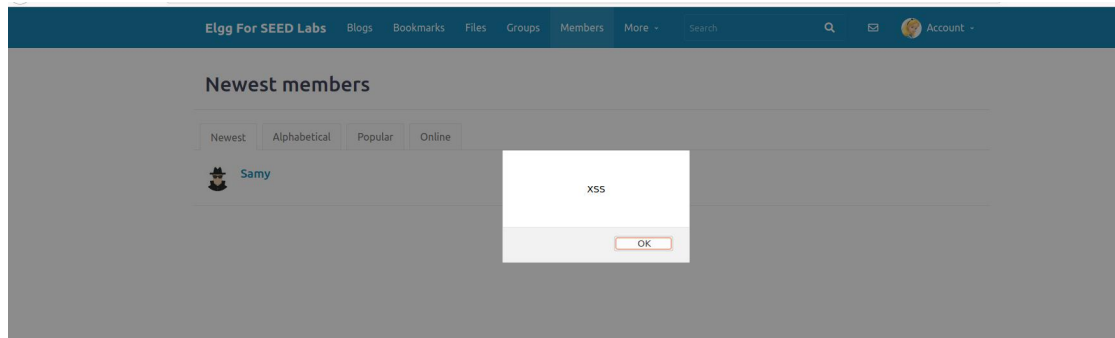 Elgg For SEED Labs Blogs Bookmarks Files Groups Members More Search Account
Newest members
Newest Alphabetical Popular Online
Samy
xss
OK